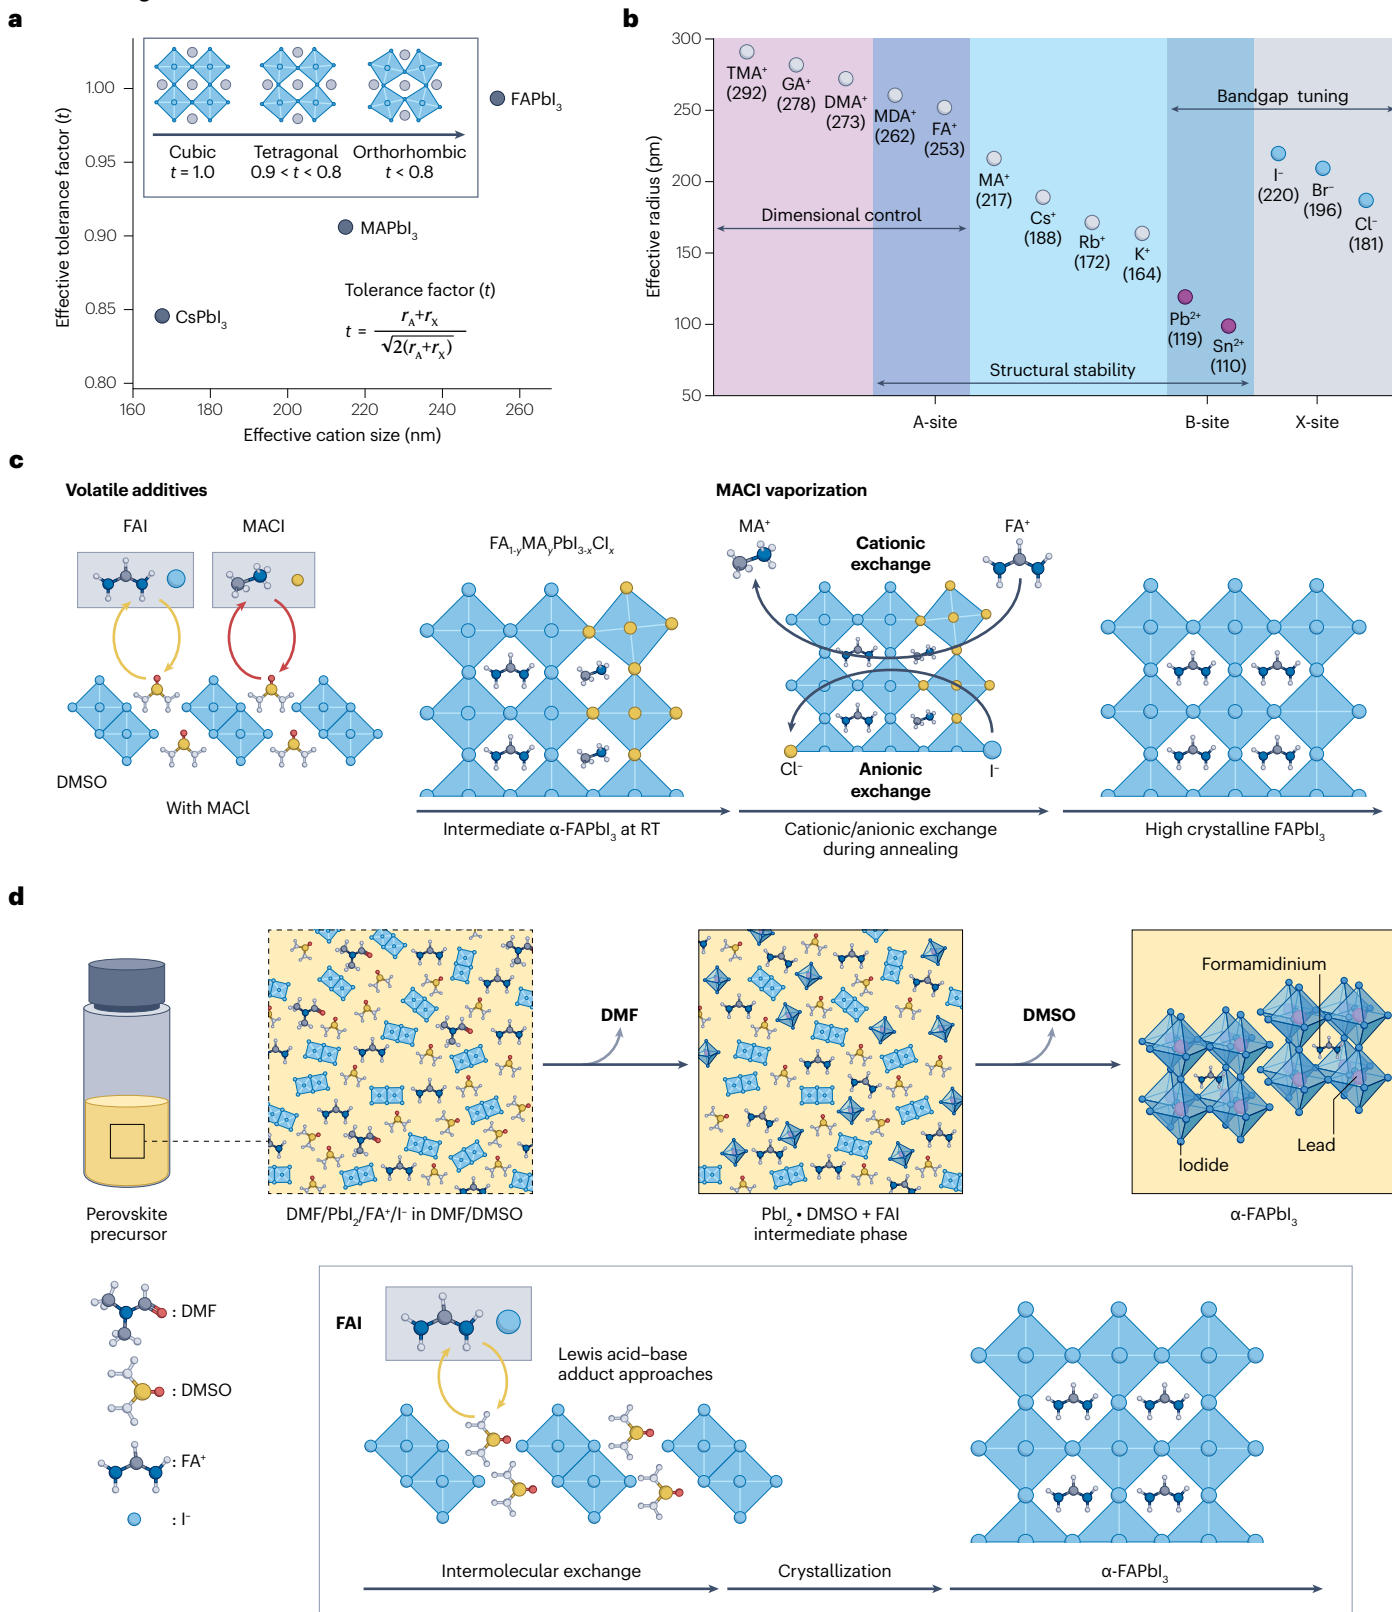 a
Effective tolerance factor (t)
1.00
0.95
0.90
0.85
0.80
160
180
200
220
240
260
Effective cation size (nm)
Cubic
t = 1.0
Tetragonal
0.9 < t < 0.8
Orthorhombic
t < 0.8
FAPbI₃
MAPbI₃
CsPbI₃
Tolerance factor (t)
t = r_A+r_X / √2(r_A+r_X)
b
Effective radius (pm)
300
250
200
150
100
50
TMA⁺
(292)
GA⁺
(278)
DMA⁺
(273)
MDA⁺
(262)
FA⁺
(253)
MA⁺
(217)
Cs⁺
(188)
Rb⁺
(172)
K⁺
(164)
Pb²⁺
(119)
Sn²⁺
(110)
I⁻
(220)
Br⁻
(196)
Cl⁻
(181)
Bandgap tuning
Dimensional control
Structural stability
A-site
B-site
X-site
c
Volatile additives
FAI
MACI
DMSO
With MACl
FA₁₋yMAyPbI₃₋ₓClₓ
Intermediate α-FAPbI₃ at RT
MACI vaporization
MA⁺
FA⁺
Cationic
exchange
Cl⁻
Anionic
exchange
I⁻
Cationic/anionic exchange
during annealing
High crystalline FAPbI₃
d
Perovskite
precursor
DMF/PbI₂/FA⁺/I⁻ in DMF/DMSO
DMF
PbI₂ • DMSO + FAI
intermediate phase
DMSO
Formamidinium
Iodide
Lead
α-FAPbI₃
: DMF
: DMSO
: FA⁺
: I⁻
FAI
Lewis acid–base
adduct approaches
Intermolecular exchange
Crystallization
α-FAPbI₃